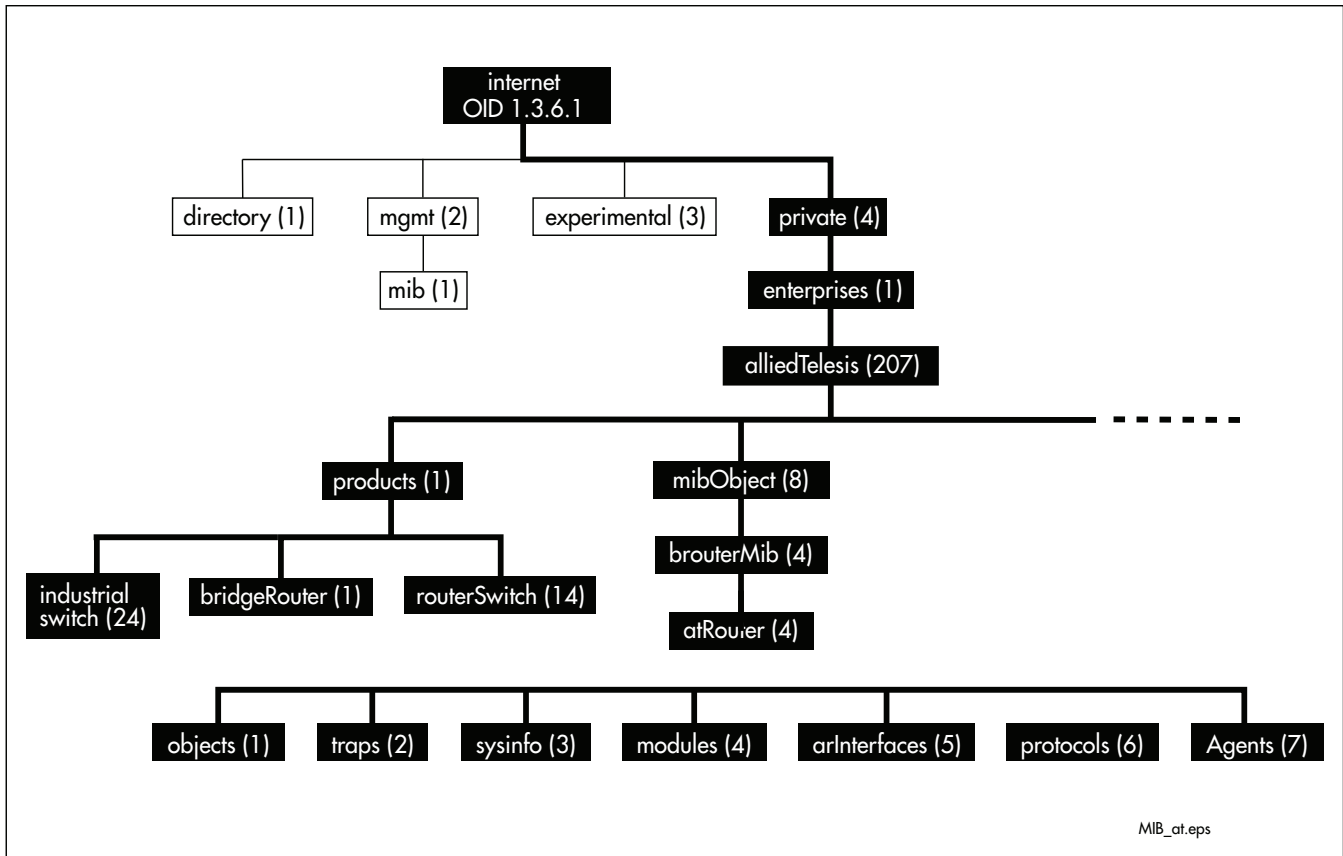 internet
OID 1.3.6.1
directory (1)
mgmt (2)
experimental (3)
private (4)
mib (1)
enterprises (1)
alliedTelesis (207)
products (1)
mibObject (8)
industrial
switch (24)
bridgeRouter (1)
routerSwitch (14)
brouterMib (4)
atRouter (4)
objects (1)
traps (2)
sysinfo (3)
modules (4)
arInterfaces (5)
protocols (6)
Agents (7)
MIB_at.eps